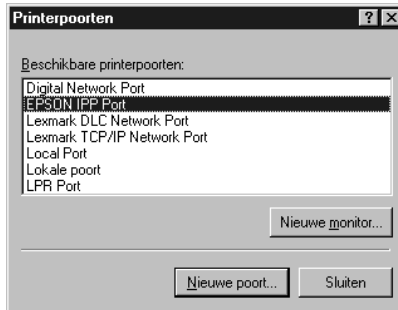 Printerpoorten
Beschikbare printerpoorten:
Digital Network Port
EPSON IPP Port
Lexmark DLC Network Port
Lexmark TCP/IP Network Port
Local Port
Lokale poort
LPR Port
Nieuwe monitor...
Nieuwe poort... Sluiten